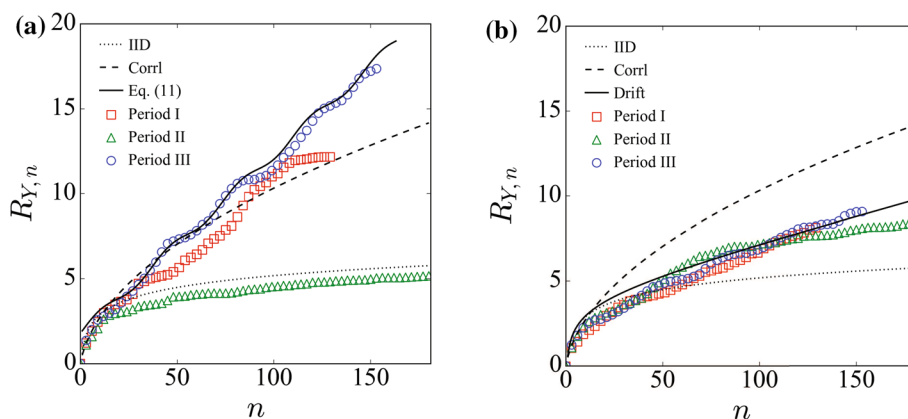 (a)
20
15
10
5
0
R_{Y,n}
IID
Corrl
Eq. (11)
Period I
Period II
Period III
0 50 100 150
n
(b)
20
15
10
5
0
R_{Y,n}
IID
Corrl
Drift
Period I
Period II
Period III
0 50 100 150
n